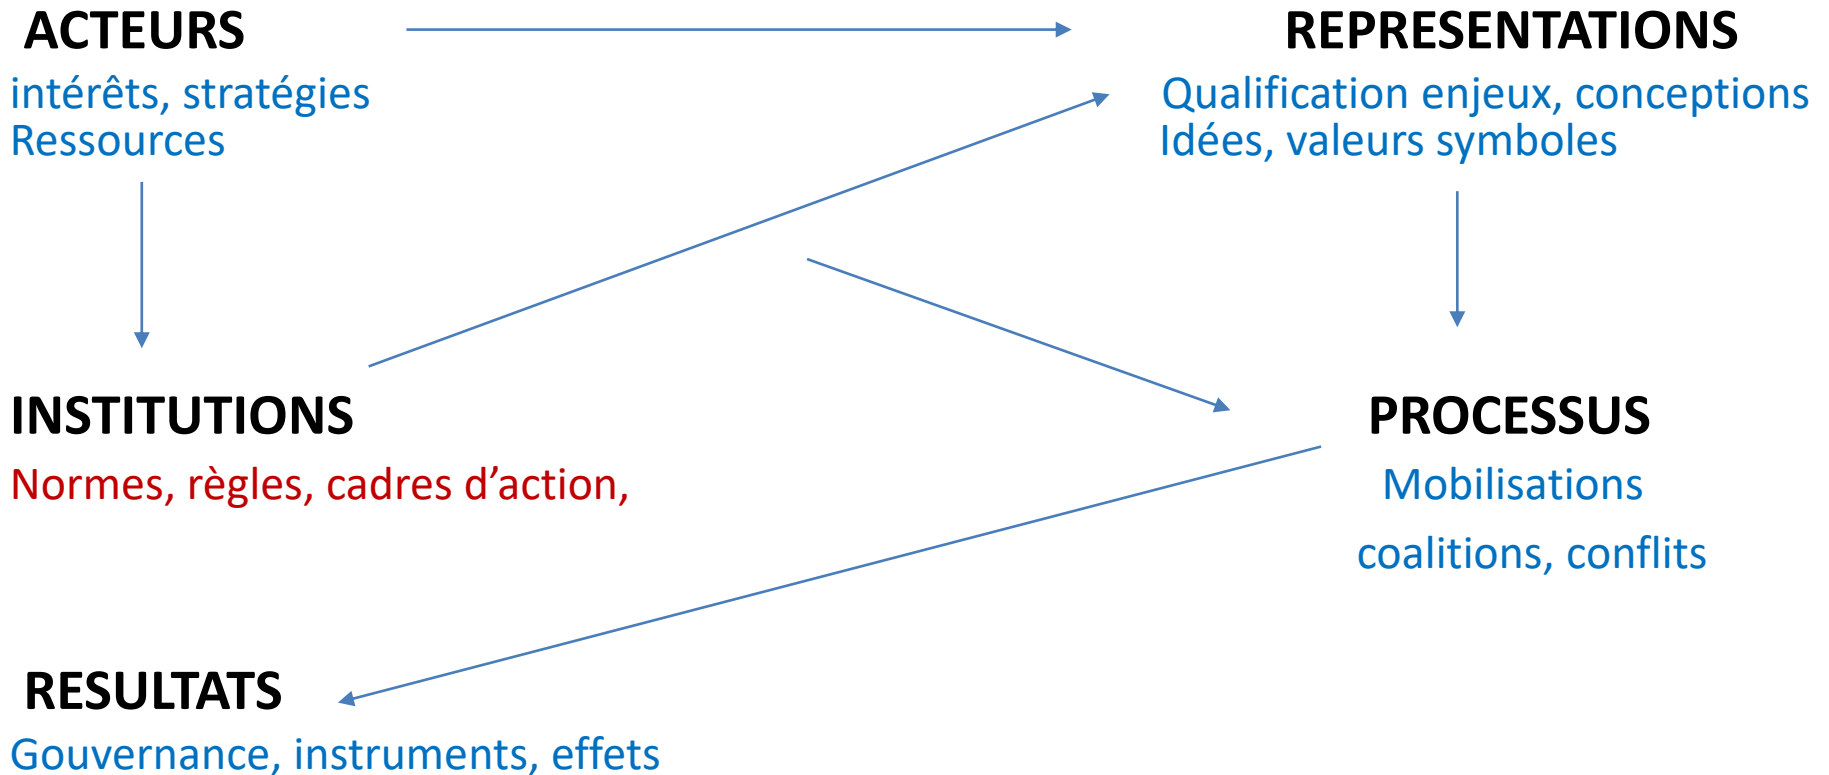 ACTEURS
REPRESENTATIONS
intérêts, stratégies
Ressources
Qualification enjeux, conceptions
Idées, valeurs symboles
INSTITUTIONS
PROCESSUS
Normes, règles, cadres d’action,
Mobilisations
coalitions, conflits
RESULTATS
Gouvernance, instruments, effets